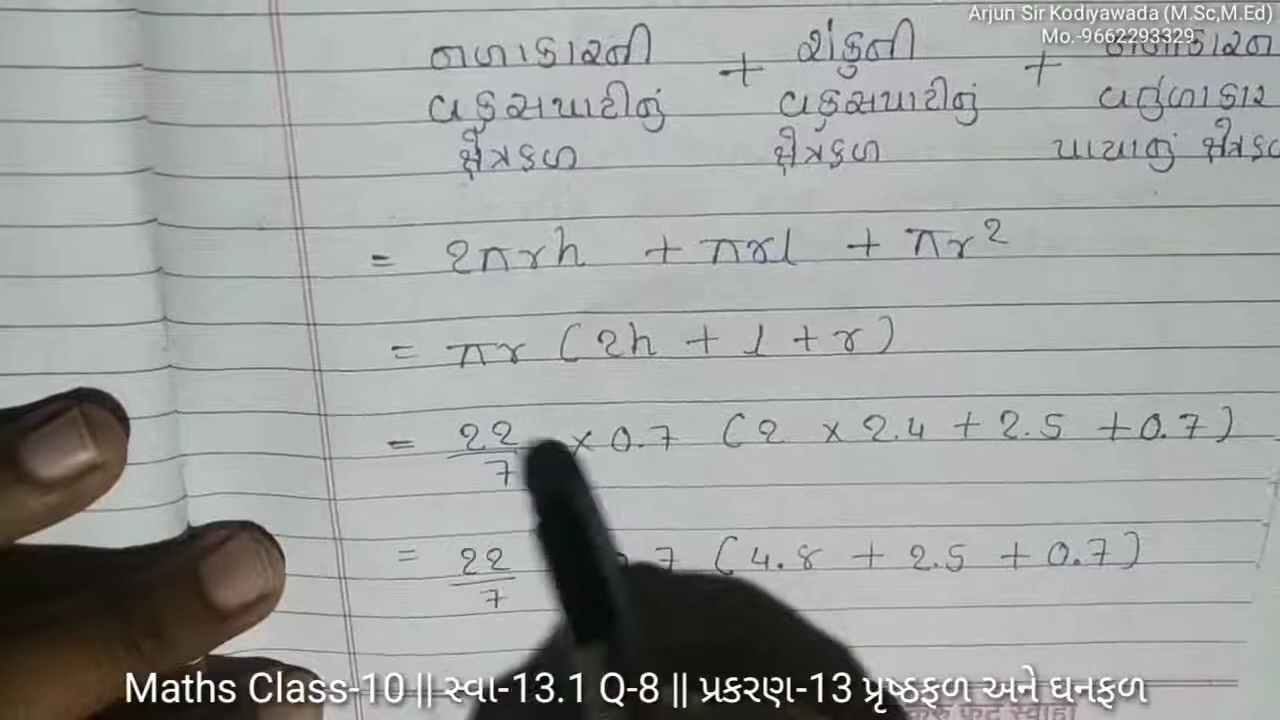 Arjun Sir Kodiyawada (M.Sc,M.Ed)
Mo.-9662293329
નળાકારની + શંકુની +
વક્રસપાટીનું વક્રસપાટીનું વર્તુળાકાર
ક્ષેત્રફળ ક્ષેત્રફળ પાયાનું
= 2πrh + πrl + πr²
= πr (2h + l + r)
= 22/7 × 0.7 (2 × 2.4 + 2.5 + 0.7)
= 22/7 (4.8 + 2.5 + 0.7)
Maths Class-10 || સ્વા-13.1 Q-8 || પ્રકરણ-13 પૃષ્ઠફળ અને ઘનફળ